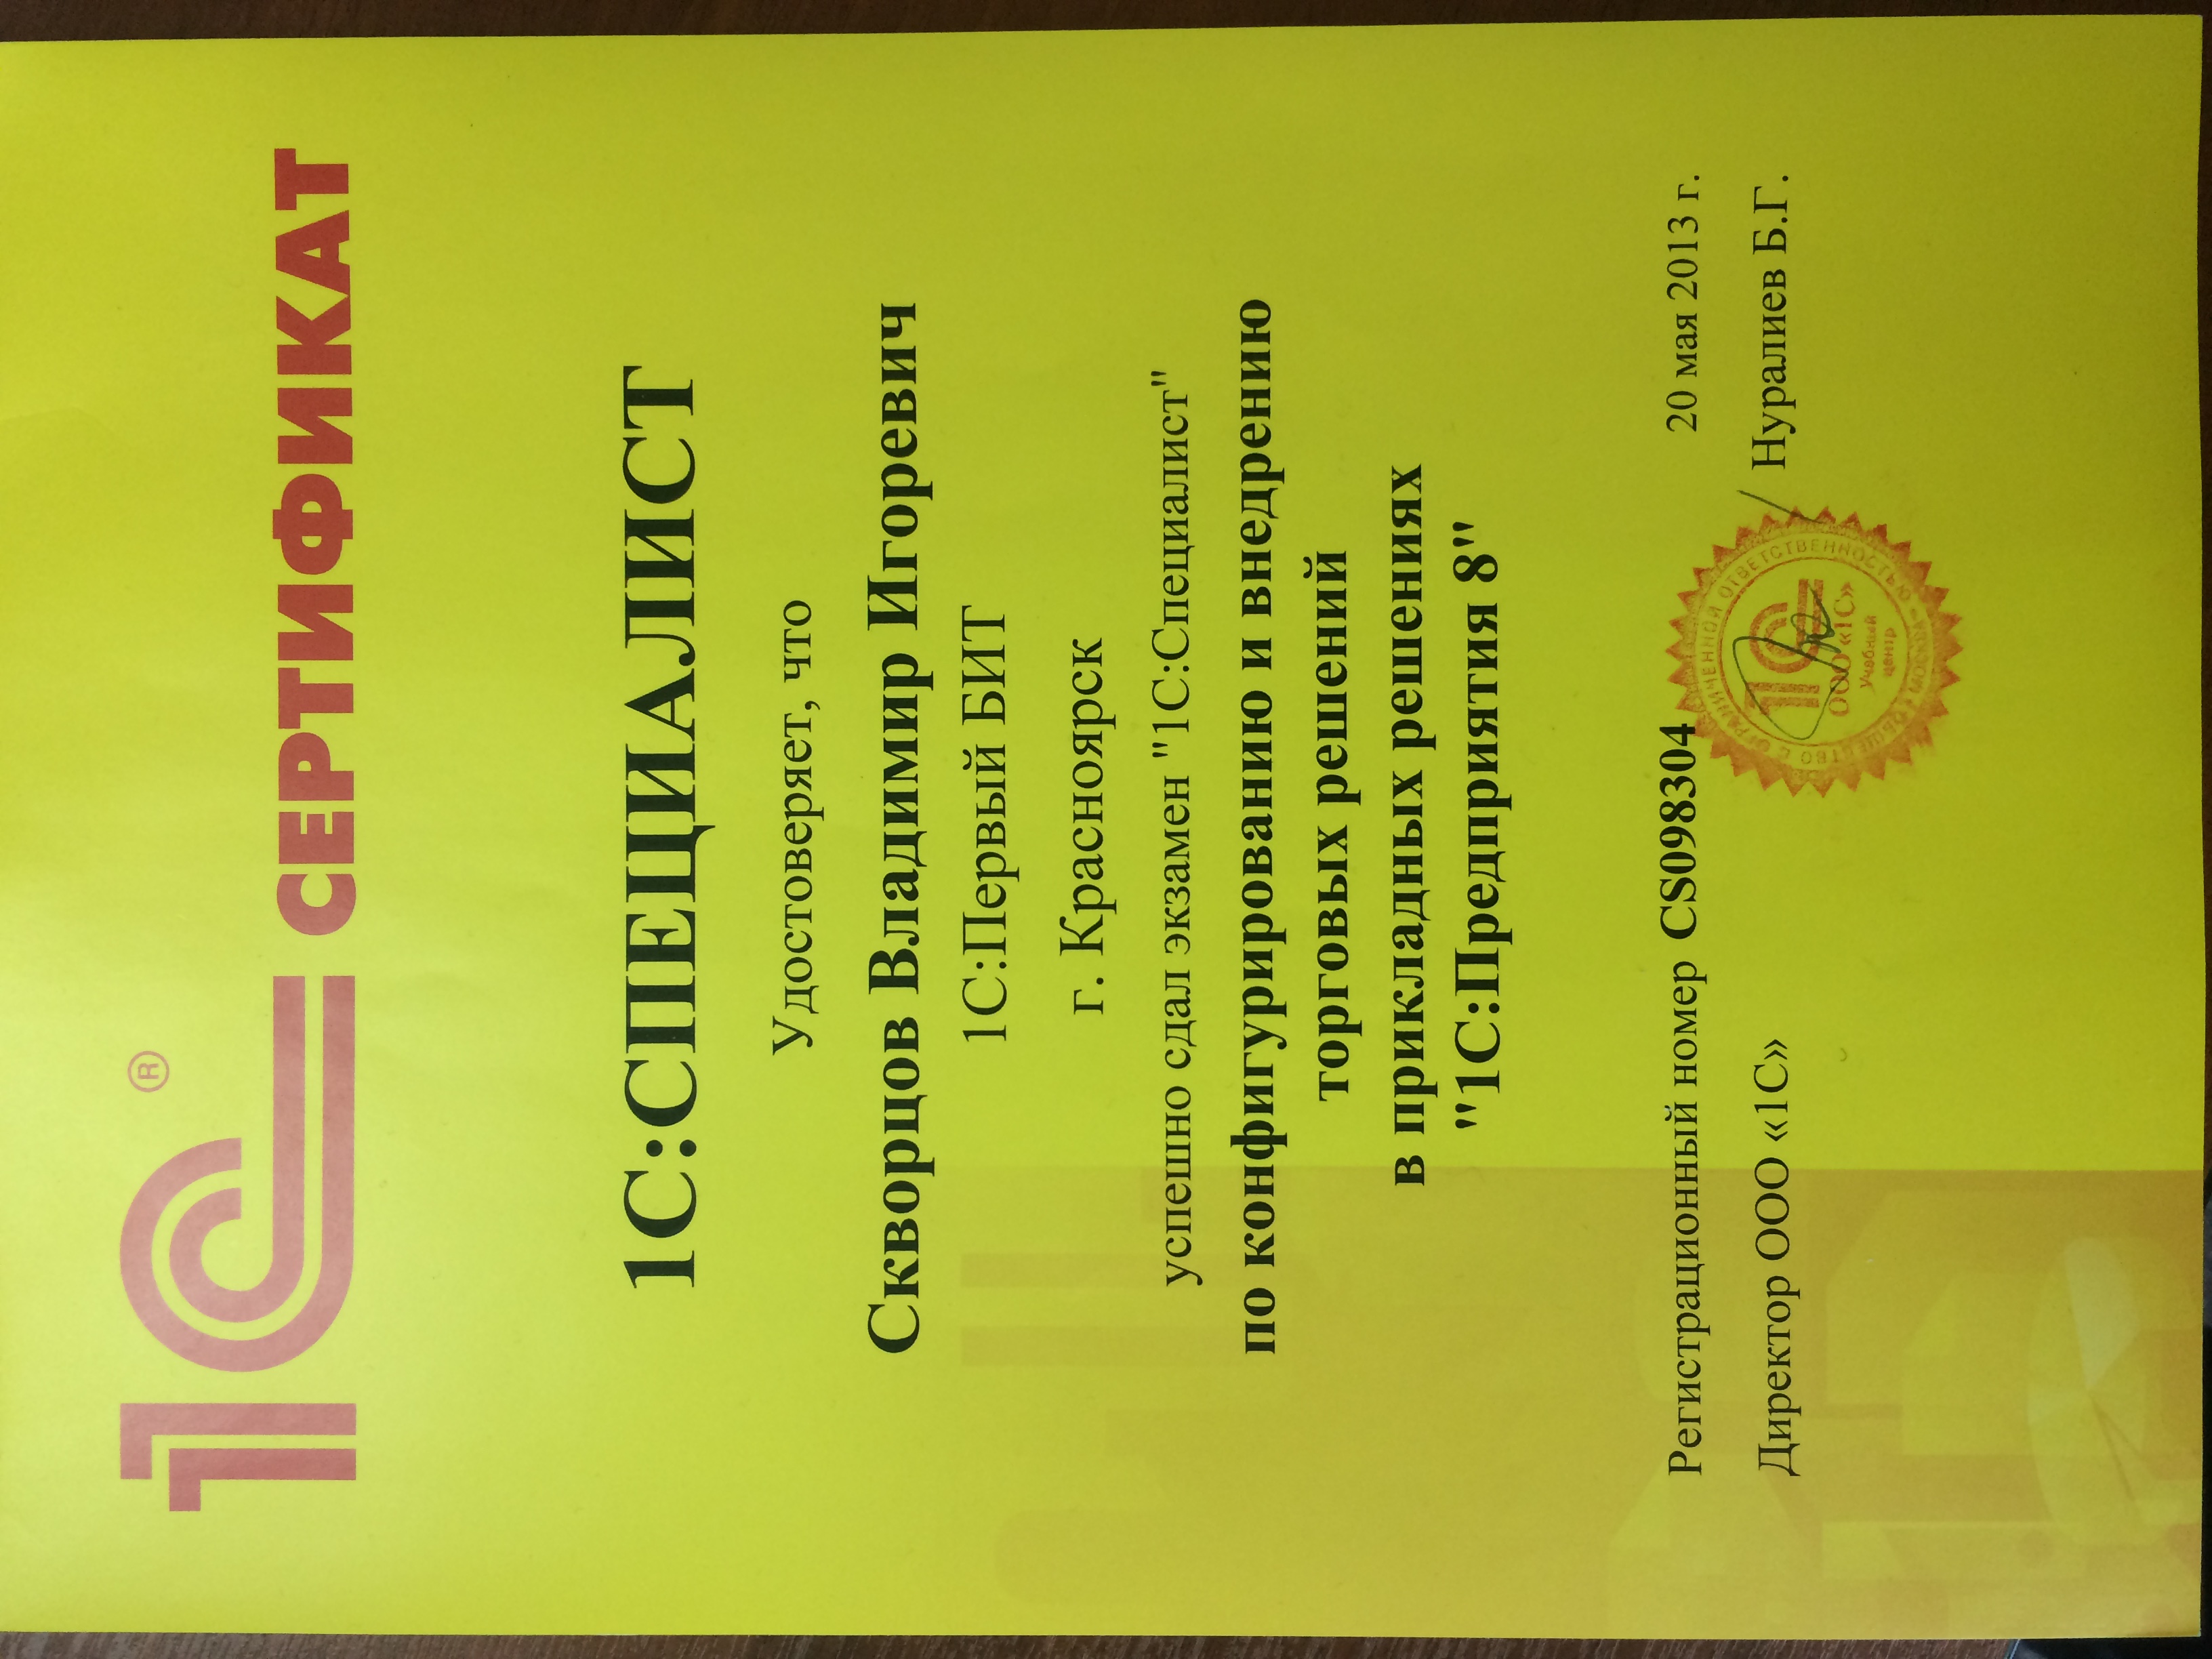 1С® СЕРТИФИКАТ
1С:СПЕЦИАЛИСТ
Удостоверяет, что
Скворцов Владимир Игоревич
1С:Первый БИТ
г. Красноярск
успешно сдал экзамен "1С:Специалист"
по конфигурированию и внедрению
торговых решений
в прикладных решениях
"1С:Предприятия 8"
Регистрационный номер CS098304
20 мая 2013 г.
Директор ООО «1С»
Нуралиев Б.Г.
ОБЩЕСТВО С ОГРАНИЧЕННОЙ ОТВЕТСТВЕННОСТЬЮ
1С
ООО «1С»
Учебный
центр
МОСКВА